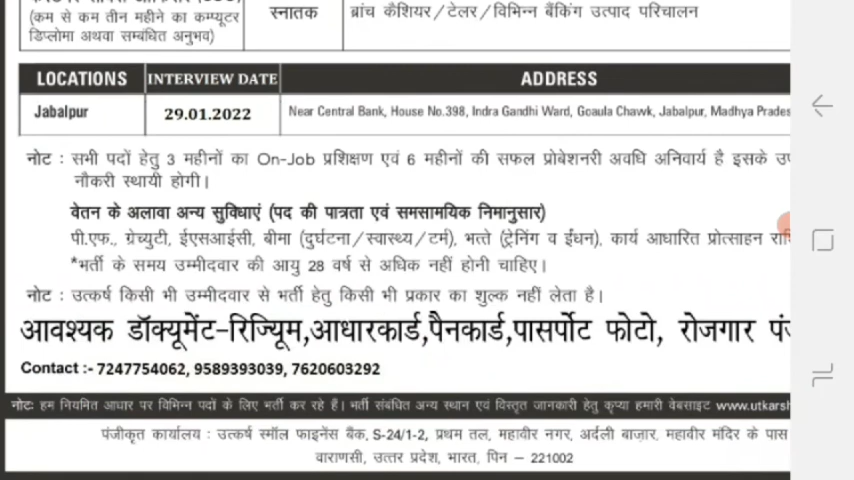 (कम से कम तीन महीने का कम्प्यूटर
डिप्लोमा अथवा सम्बंधित अनुभव)
स्नातक
ब्रांच कैशियर/टेलर/विभिन्न बैंकिंग उत्पाद परिचालन
LOCATIONS INTERVIEW DATE ADDRESS
Jabalpur 29.01.2022 Near Central Bank, House No.398, Indra Gandhi Ward, Goaula Chawk, Jabalpur, Madhya Prades
नोट : सभी पदों हेतु 3 महीनों का On-Job प्रशिक्षण एवं 6 महीनों की सफल प्रोबेशनरी अवधि अनिवार्य है इसके उप
नौकरी स्थायी होगी।
वेतन के अलावा अन्य सुविधाएं (पद की पात्रता एवं समसामयिक निमानुसार)
पी.एफ., ग्रेच्युटी, ईएसआईसी, बीमा (दुर्घटना/स्वास्थ्य/टर्म), भत्ते (ट्रेनिंग व ईंधन), कार्य आधारित प्रोत्साहन
*भर्ती के समय उम्मीदवार की आयु 28 वर्ष से अधिक नहीं होनी चाहिए।
नोट : उत्कर्ष किसी भी उम्मीदवार से भर्ती हेतु किसी भी प्रकार का शुल्क नहीं लेता है।
आवश्यक डॉक्यूमेंट-रिज्यूिम,आधारकार्ड,पैनकार्ड,पासर्पोट फोटो, रोजगार पं
Contact :- 7247754062, 9589393039, 7620603292
नोटः हम नियमित आधार पर विभिन्न पदों के लिए भर्ती कर रहे हैं। भर्ती संबंधित अन्य स्थान एवं विस्तृत जानकारी हेतु कृप्या हमारी वेबसाइट www.utkarsh
पंजीकृत कार्यालय : उत्कर्ष स्मॉल फाइनेंस बैंक, S-24/1-2, प्रथम तल, महावीर नगर, अर्दली बाज़ार, महावीर मंदिर के पास
वाराणसी, उत्तर प्रदेश, भारत, पिन – 221002